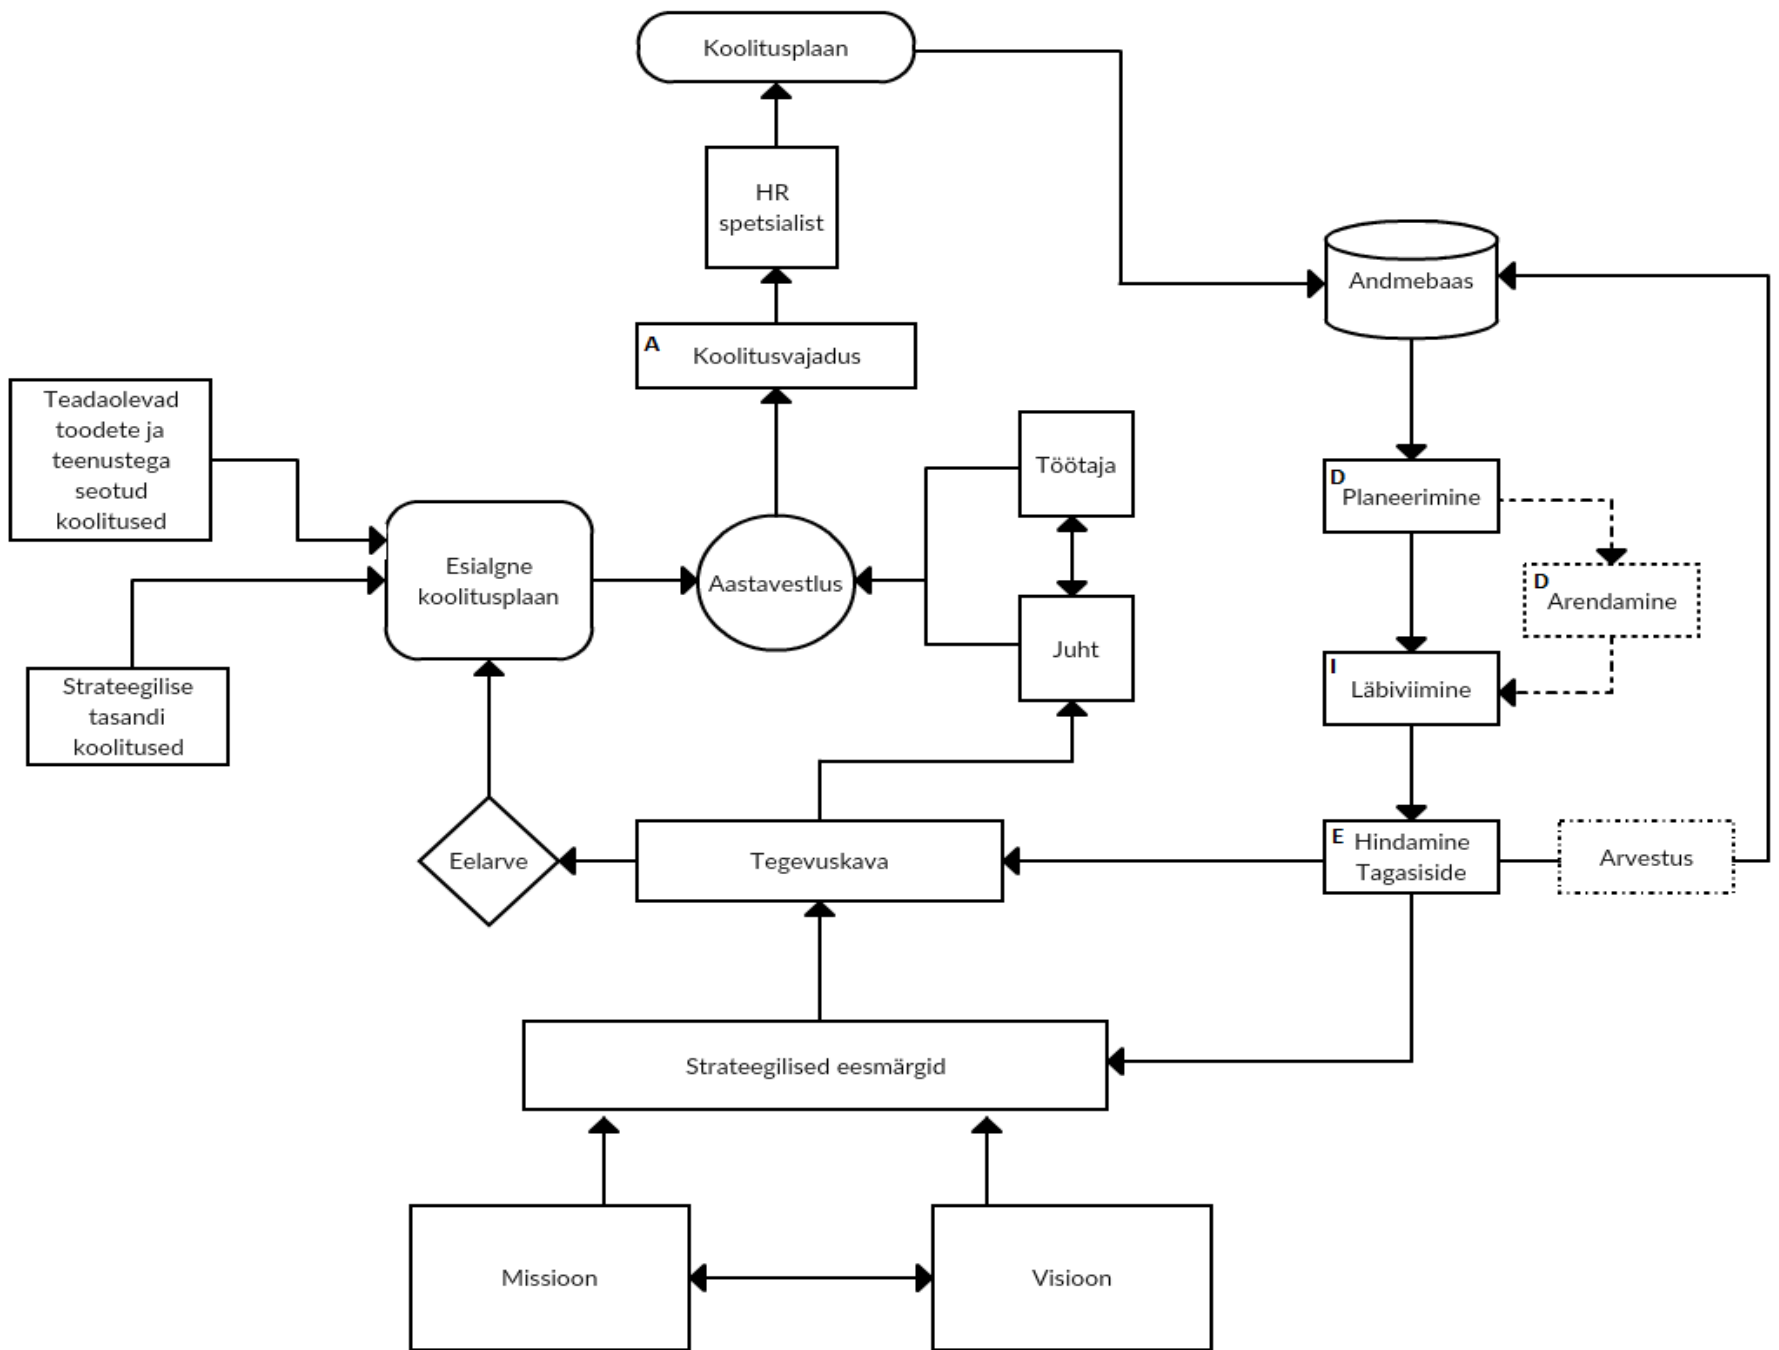 Koolitusplaan
HR
spetsialist
Andmebaas
A
Koolitusvajadus
Teadaolevad
toodete ja
teenustega
seotud
koolitused
Töötaja
D
Planeerimine
Esialgne
koolitusplaan
Aastavestlus
D
Arendamine
Juht
I
Läbiviimine
Strateegilise
tasandi
koolitused
Eelarve
Tegevuskava
E
Hindamine
Tagasiside
Arvestus
Strateegilised eesmärgid
Missioon
Visioon